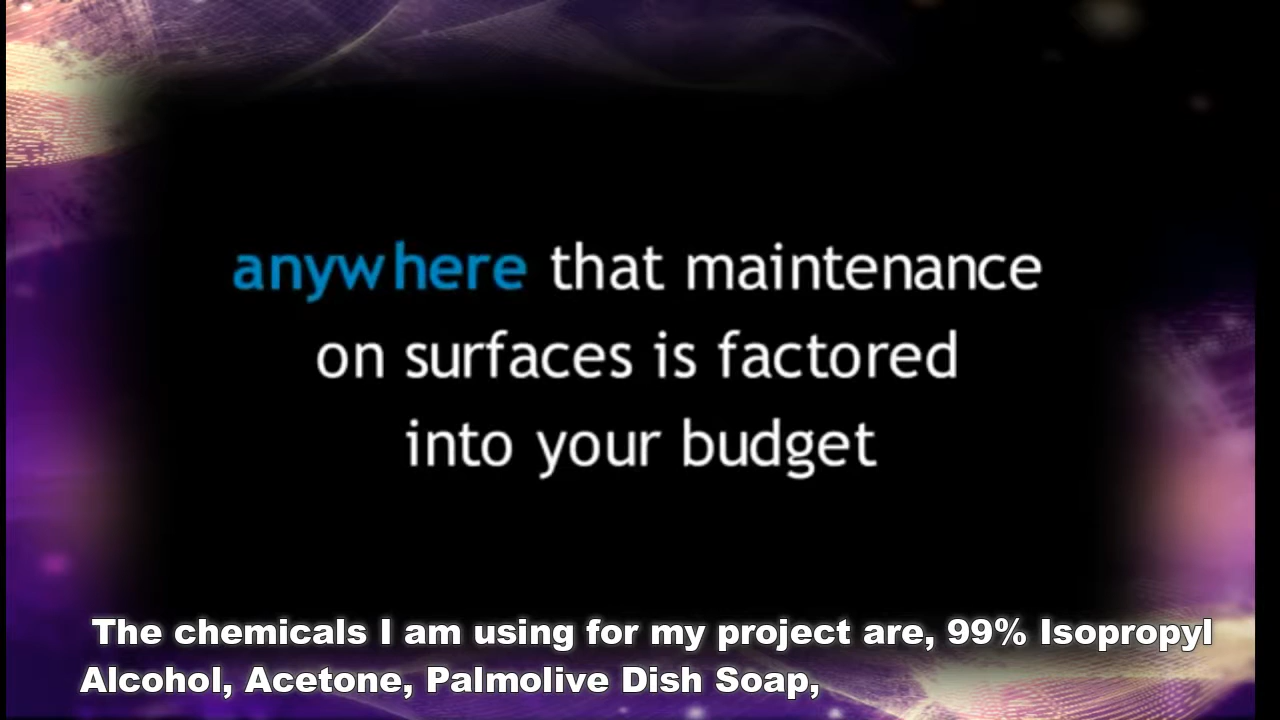 anywhere that maintenance
on surfaces is factored
into your budget
The chemicals I am using for my project are, 99% Isopropyl
Alcohol, Acetone, Palmolive Dish Soap,